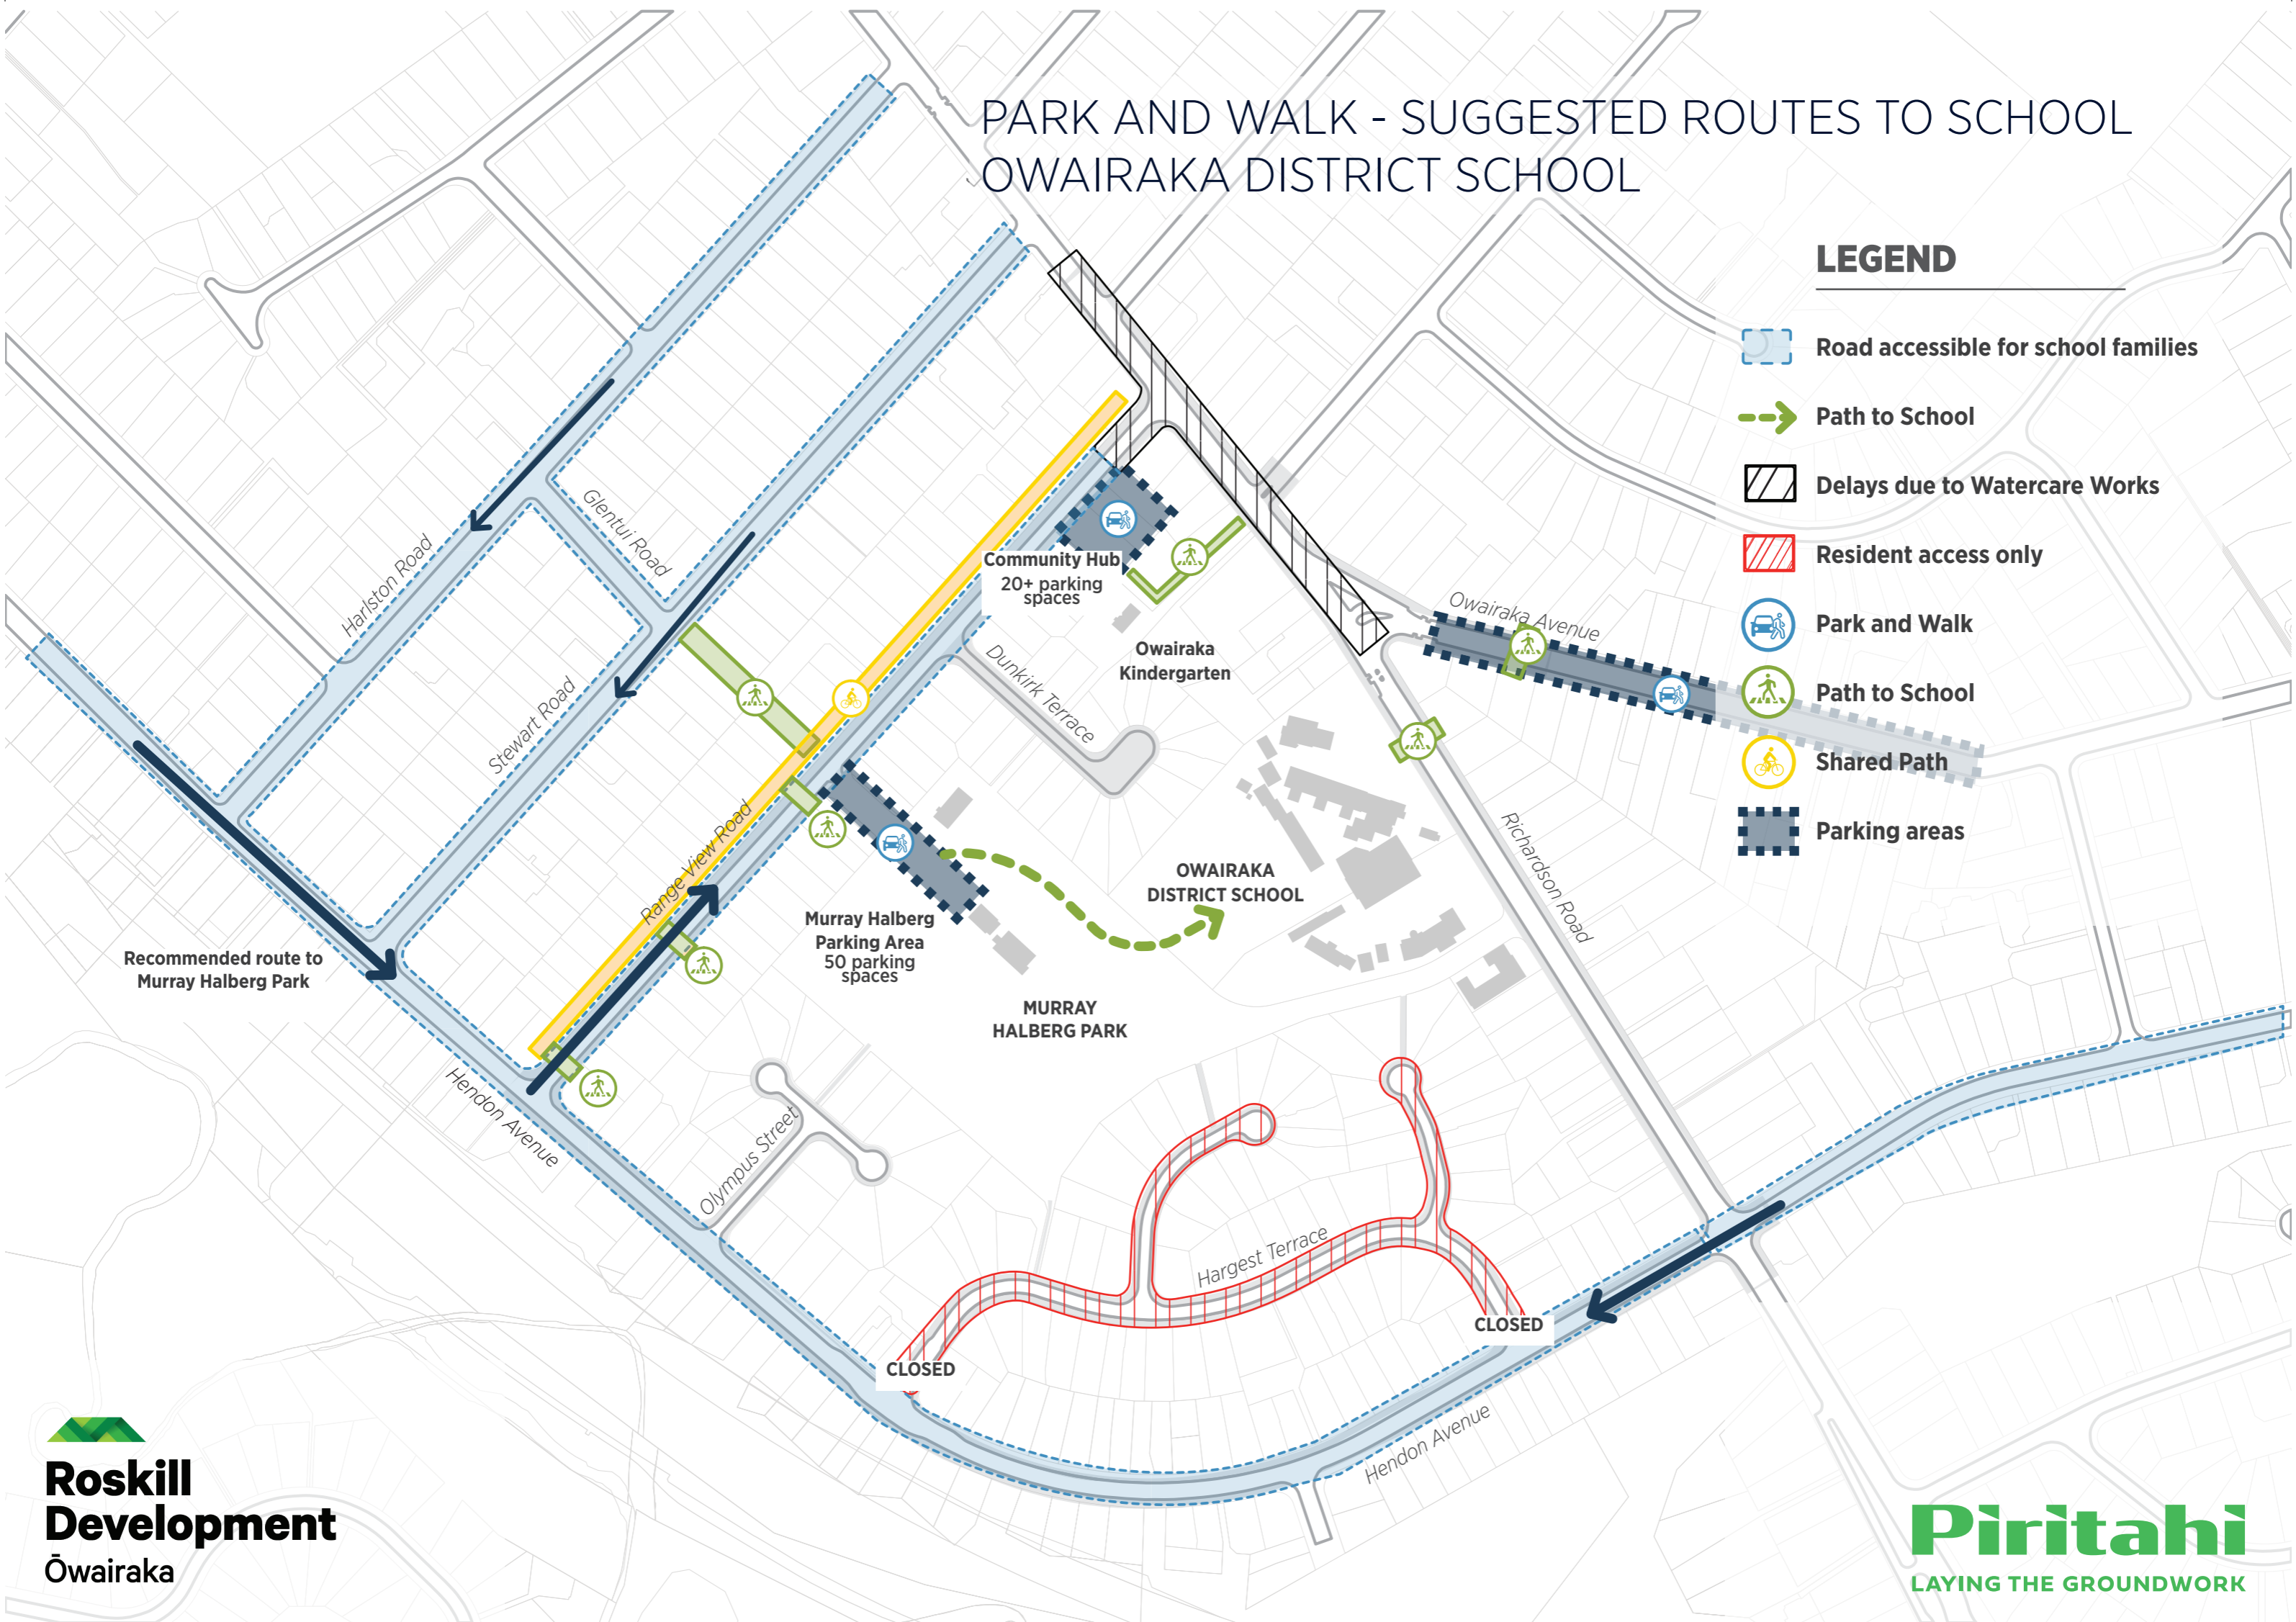 PARK AND WALK - SUGGESTED ROUTES TO SCHOOL
OWAIRAKA DISTRICT SCHOOL
LEGEND
Road accessible for school families
Path to School
Delays due to Watercare Works
Resident access only
Park and Walk
Path to School
Shared Path
Parking areas
Harlston Road
Glentui Road
Stewart Road
Range View Road
Community Hub
20+ parking
spaces
Owairaka
Kindergarten
Dunkirk Terrace
Owairaka Avenue
Richardson Road
OWAIRAKA
DISTRICT SCHOOL
Murray Halberg
Parking Area
50 parking
spaces
MURRAY
HALBERG PARK
Recommended route to
Murray Halberg Park
Hendon Avenue
Olympus Street
Hargest Terrace
CLOSED
CLOSED
Hendon Avenue
Roskill
Development
Ōwairaka
Piritahi
LAYING THE GROUNDWORK